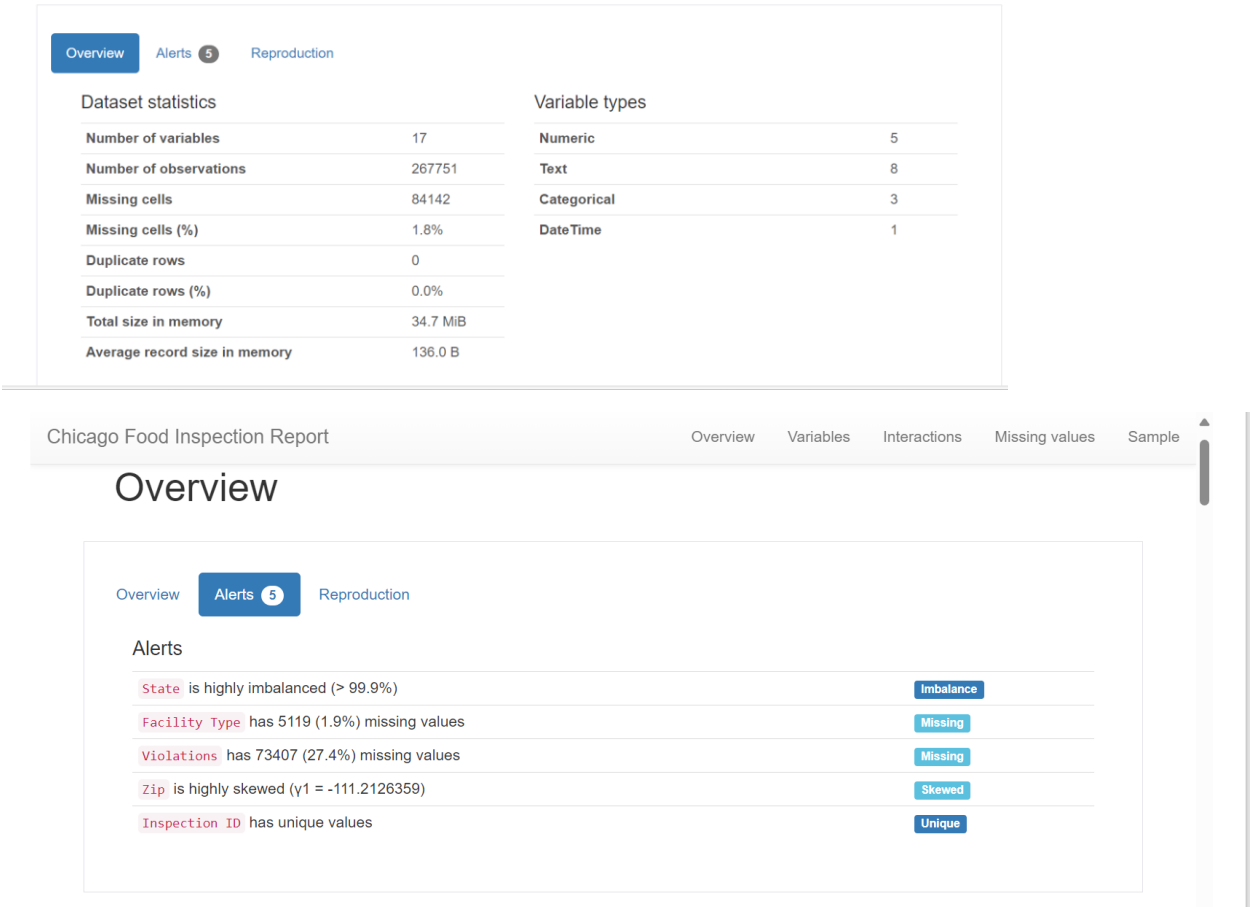 Overview Alerts 5 Reproduction
Dataset statistics
Number of variables 17
Number of observations 267751
Missing cells 84142
Missing cells (%) 1.8%
Duplicate rows 0
Duplicate rows (%) 0.0%
Total size in memory 34.7 MiB
Average record size in memory 136.0 B
Variable types
Numeric 5
Text 8
Categorical 3
DateTime 1
Chicago Food Inspection Report Overview Variables Interactions Missing values Sample
Overview
Overview Alerts 5 Reproduction
Alerts
State is highly imbalanced (> 99.9%) Imbalance
Facility Type has 5119 (1.9%) missing values Missing
Violations has 73407 (27.4%) missing values Missing
Zip is highly skewed (γ1 = -111.2126359) Skewed
Inspection ID has unique values Unique